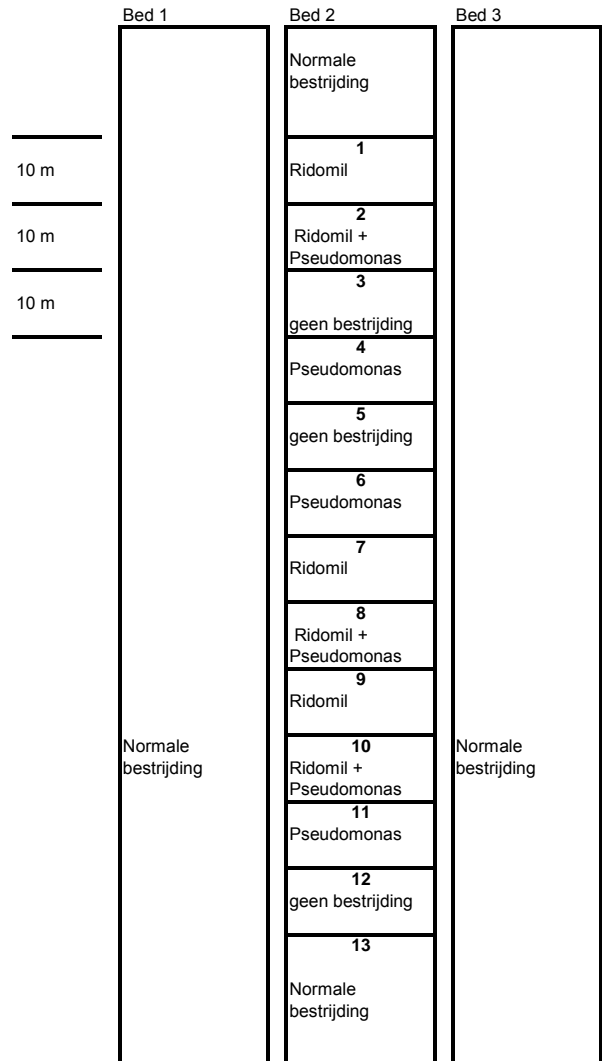 Bed 1 Bed 2 Bed 3
Normale
bestrijding
1
10 m Ridomil
2
10 m Ridomil +
Pseudomonas
3
10 m
geen bestrijding
4
Pseudomonas
5
geen bestrijding
6
Pseudomonas
7
Ridomil
8
Ridomil +
Pseudomonas
9
Ridomil
Normale 10 Normale
bestrijding Ridomil + bestrijding
Pseudomonas
11
Pseudomonas
12
geen bestrijding
13
Normale
bestrijding